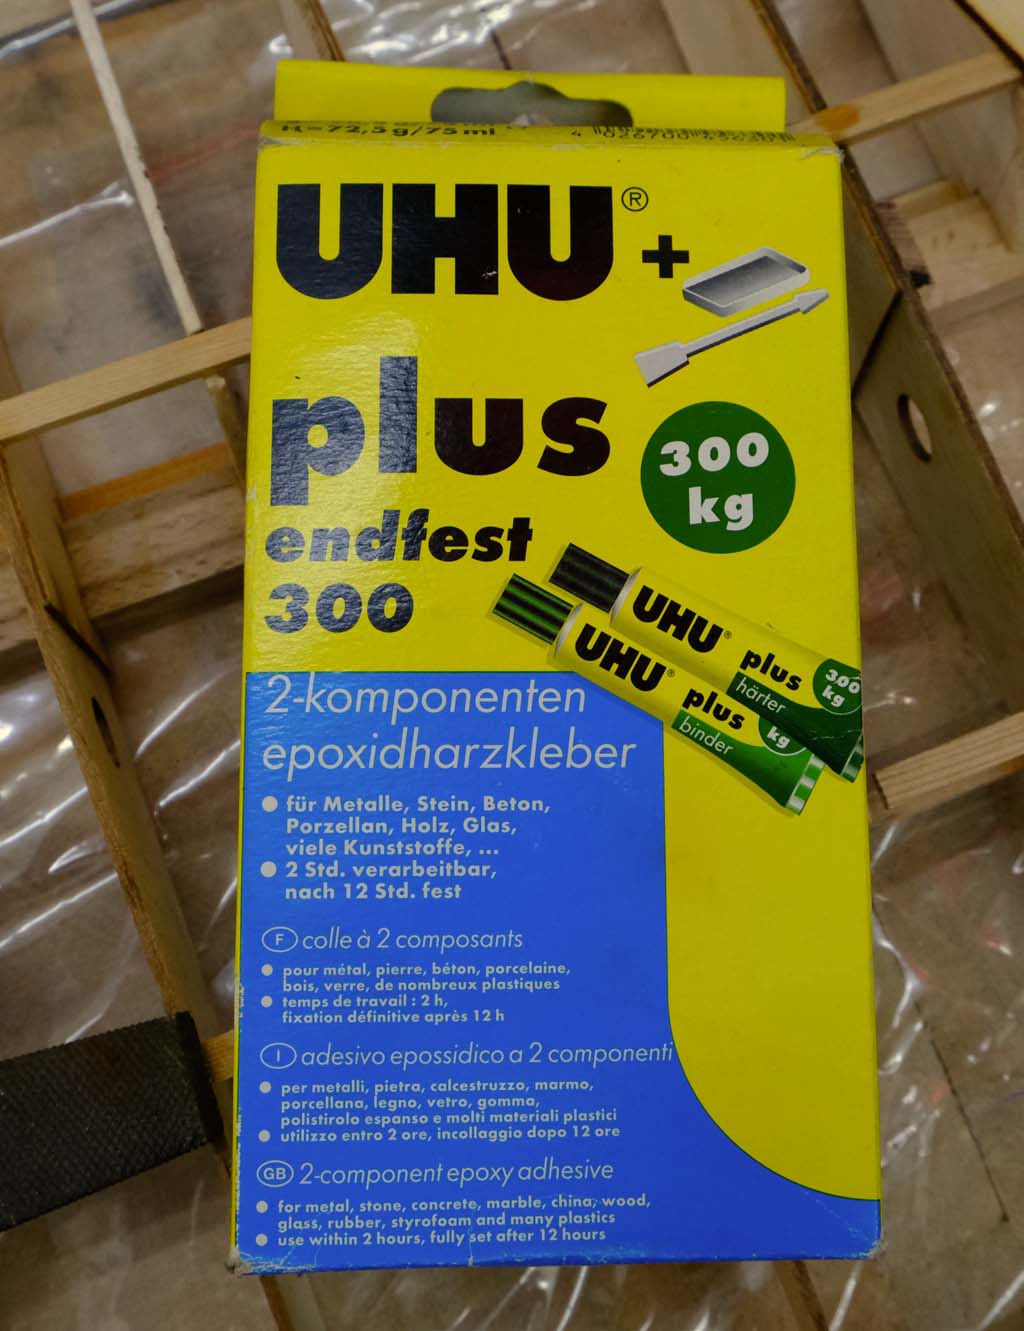 72,5g/75ml
UHU® +
plus
300
kg
endfest
300
UHU® plus
300
kg
härter
UHU® plus
kg
binder
2-komponenten
epoxidharzkleber
● für Metalle, Stein, Beton,
Porzellan, Holz, Glas,
viele Kunststoffe, ...
● 2 Std. verarbeitbar,
nach 12 Std. fest
F colle à 2 composants
● pour métal, pierre, béton, porcelaine,
bois, verre, de nombreux plastiques
● temps de travail : 2 h,
fixation définitive après 12 h
I adesivo epossidico a 2 componenti
● per metalli, pietra, calcestruzzo, marmo,
porcellana, legno, vetro, gomma,
polistirolo espanso e molti materiali plastici
● utilizzo entro 2 ore, incollaggio dopo 12 ore
GB 2-component epoxy adhesive
● for metal, stone, concrete, marble, china, wood,
glass, rubber, styrofoam and many plastics
● use within 2 hours, fully set after 12 hours